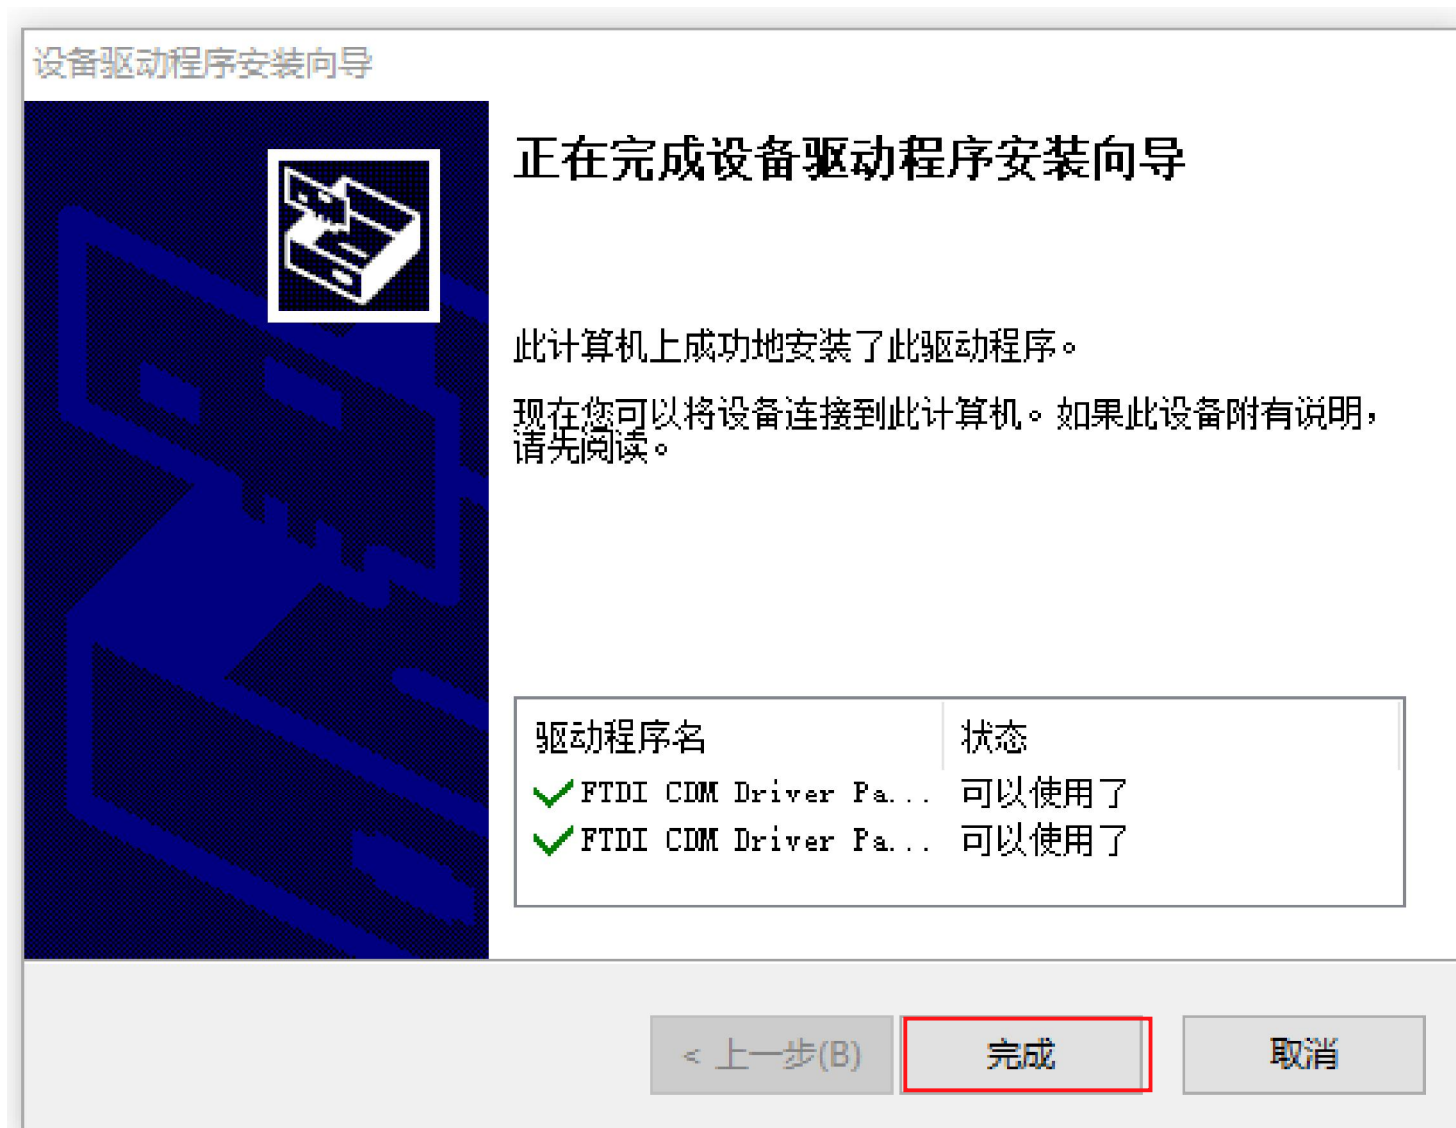 设备驱动程序安装向导
正在完成设备驱动程序安装向导
此计算机上成功地安装了此驱动程序。
现在您可以将设备连接到此计算机。如果此设备附有说明，
请先阅读。
驱动程序名 状态
FTDI CDM Driver Pa... 可以使用了
FTDI CDM Driver Pa... 可以使用了
< 上一步(B) 完成 取消